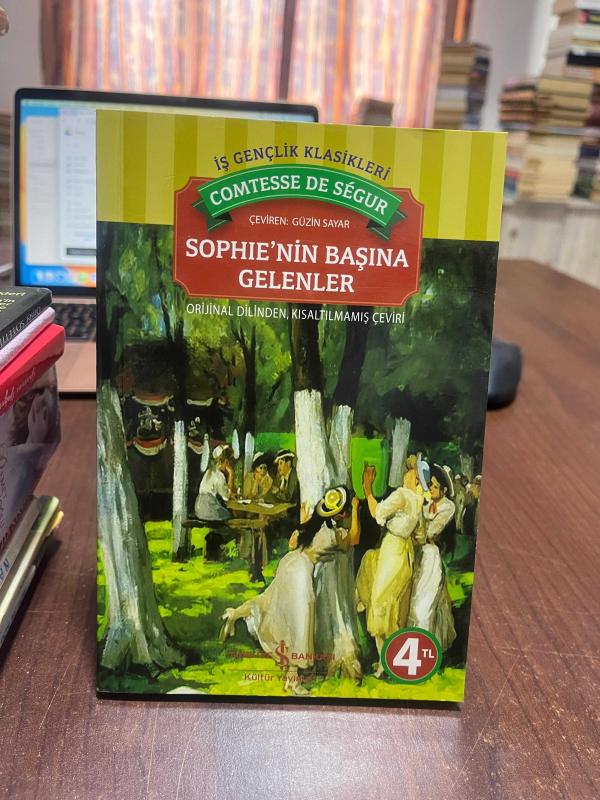 İŞ GENÇLİK KLASİKLERİ
COMTESSE DE SÉGUR
ÇEVİREN: GÜZİN SAYAR
SOPHIE'NİN BAŞINA
GELENLER
ORİJİNAL DİLİNDEN, KISALTILMAMIŞ ÇEVİRİ
BANKASI
Kültür Yayınları
4 TL